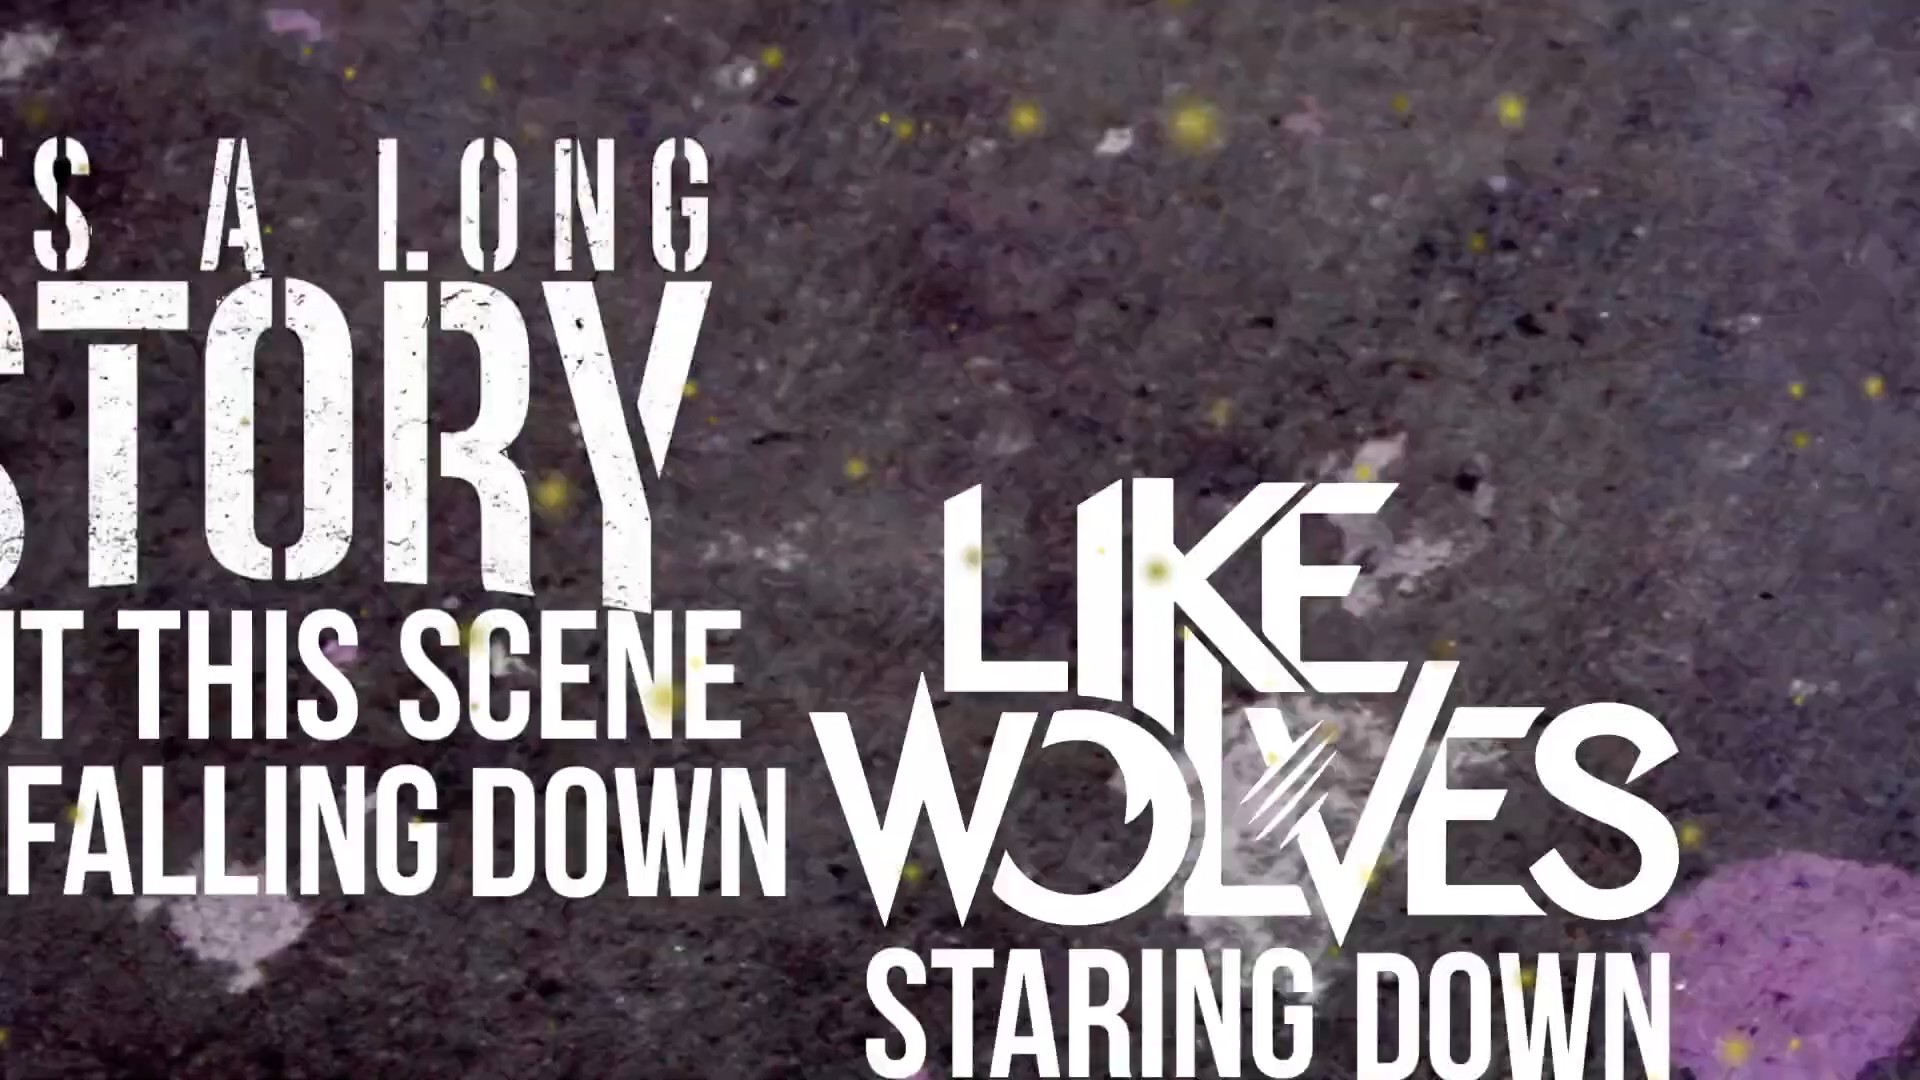 S A LONG
STORY
UT THIS SCENE
FALLING DOWN
LIKE
WOLVES
STARING DOWN